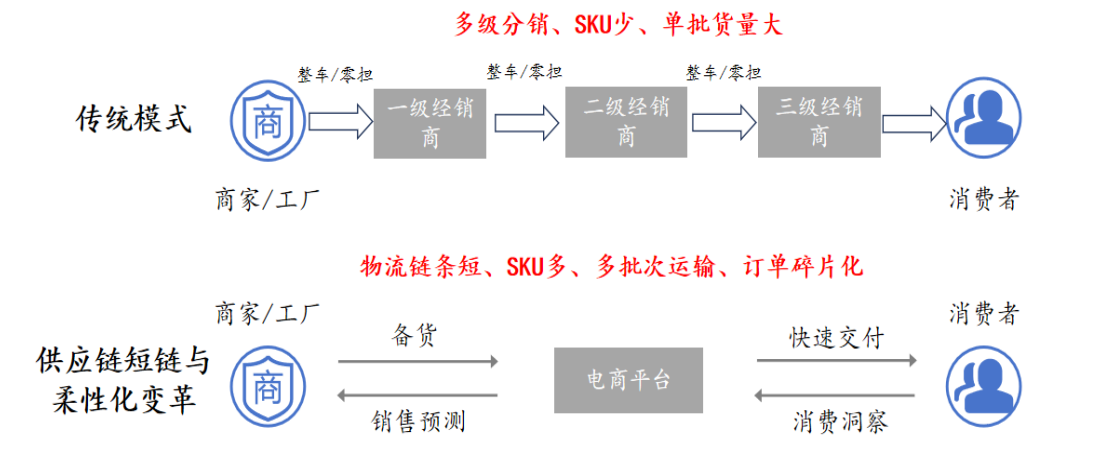 多级分销、SKU少、单批货量大
整车/零担
整车/零担
整车/零担
传统模式
商
一级经销
商
二级经销
商
三级经销
商
商家/工厂
消费者
物流链条短、SKU多、多批次运输、订单碎片化
商家/工厂
消费者
供应链短链与
柔性化变革
商
备货
销售预测
电商平台
快速交付
消费洞察